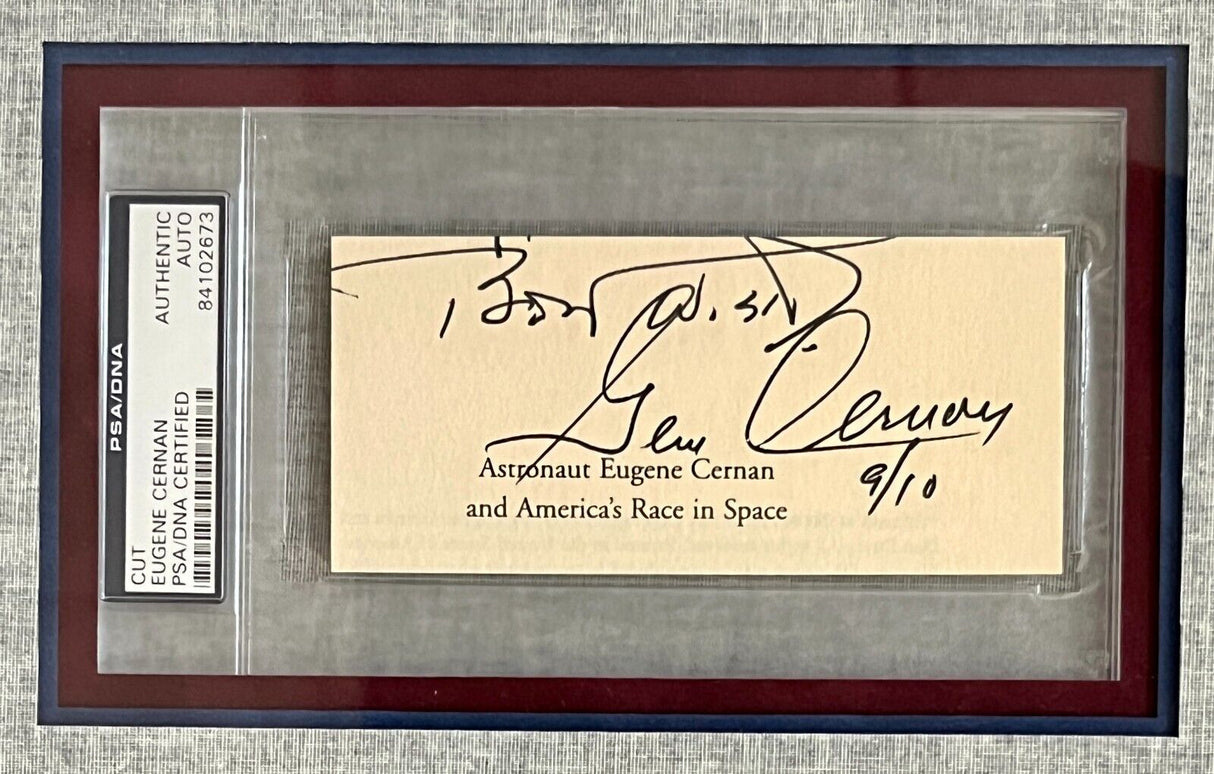 PSA/DNA
CUT
EUGENE CERNAN
PSA/DNA CERTIFIED
AUTHENTIC
AUTO
84102673
Best Wishes
Gene Cernan
9/10
Astronaut Eugene Cernan
and America's Race in Space